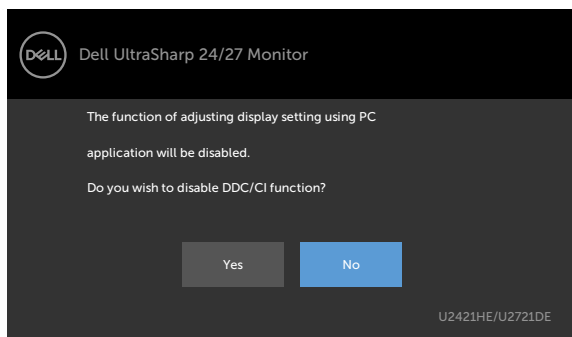 DELL
Dell UltraSharp 24/27 Monitor
The function of adjusting display setting using PC
application will be disabled.
Do you wish to disable DDC/CI function?
Yes No
U2421HE/U2721DE